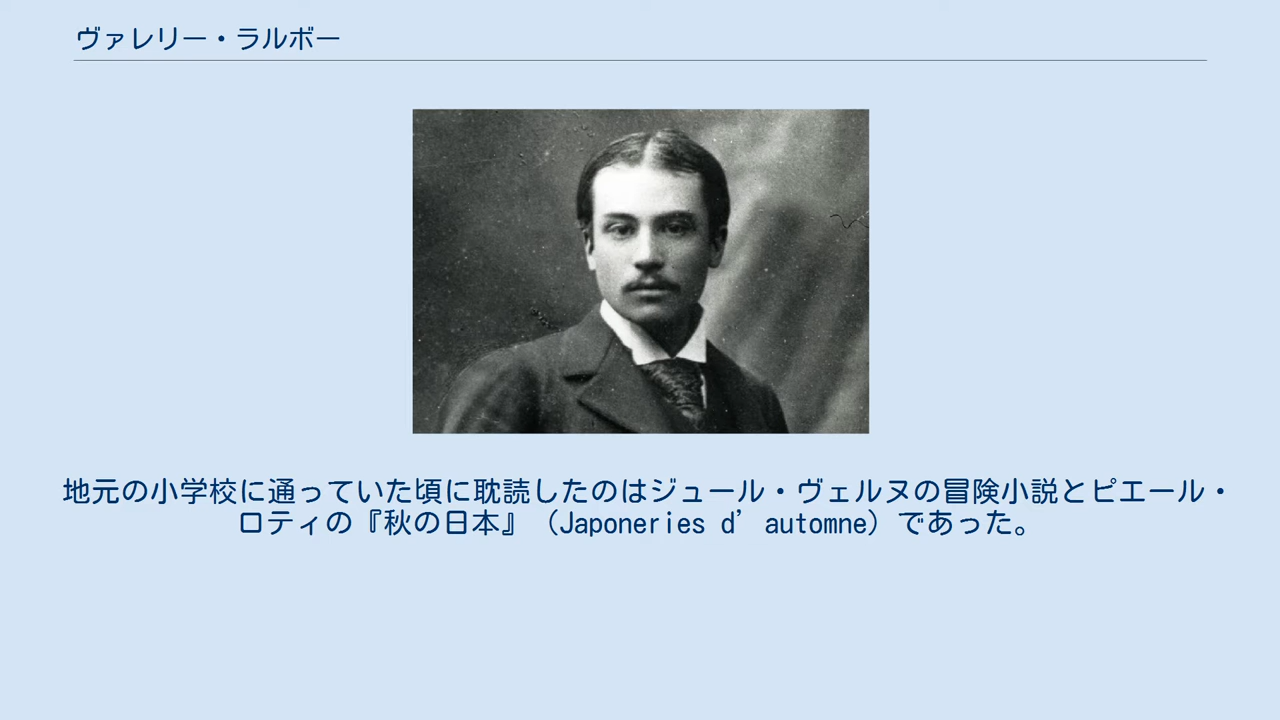 ヴァレリー・ラルボー
地元の小学校に通っていた頃に耽読したのはジュール・ヴェルヌの冒険小説とピエール・
ロティの『秋の日本』（Japoneries d’automne）であった。